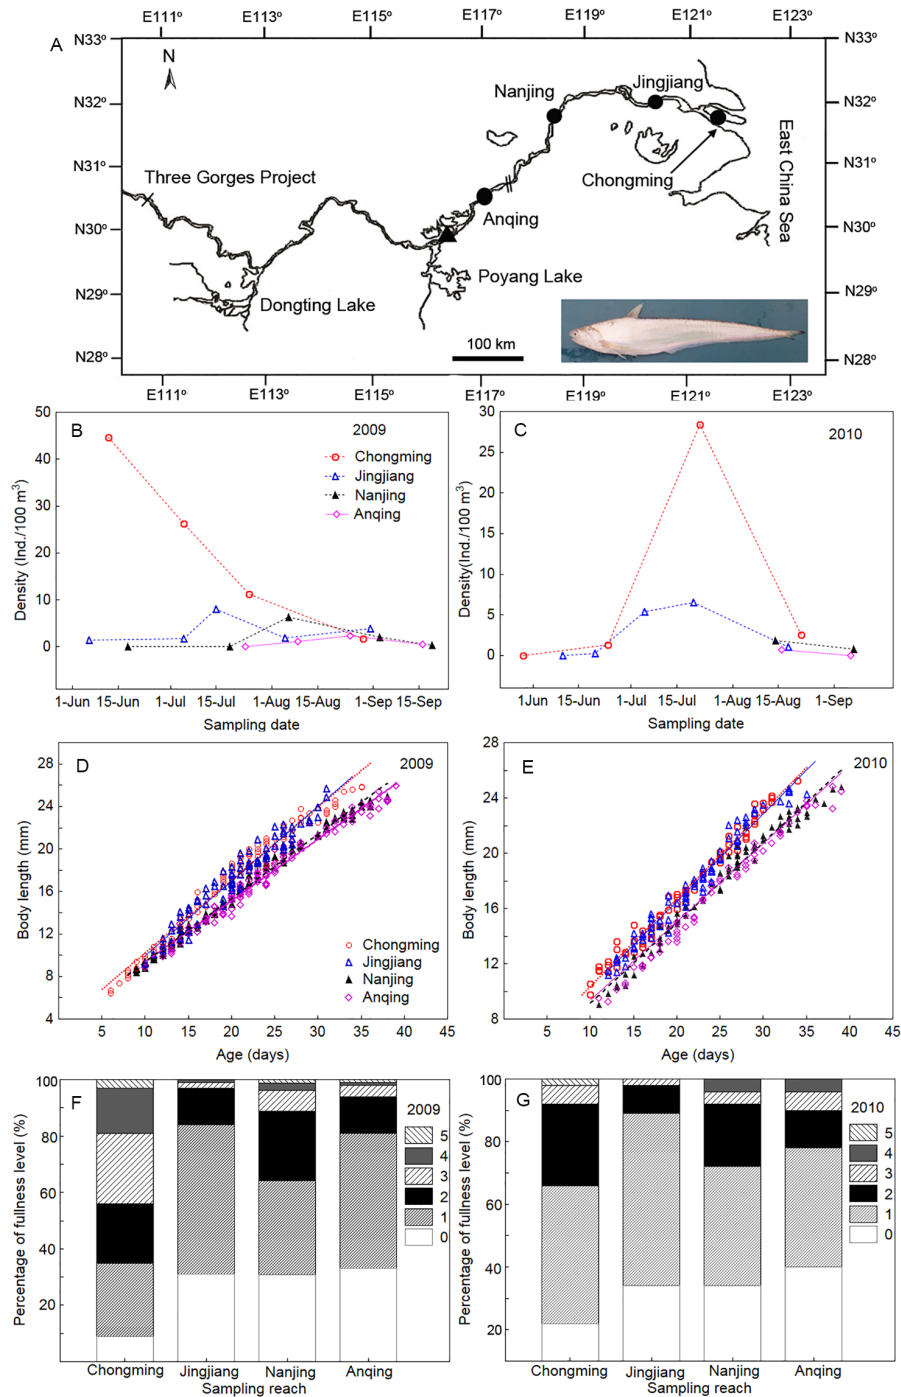 E111° E113° E115° E117° E119° E121° E123°
A
N33° N33°
N
Nanjing Jingjiang
N32° N32°
East China Sea
N31° N31°
Three Gorges Project
Chongming
Anqing
N30° N30°
Poyang Lake
N29° N29°
Dongting Lake
100 km
N28° N28°
E111° E113° E115° E117° E119° E121° E123°
B
2009
Chongming
Jingjiang
Nanjing
Anqing
50
40
30
20
10
0
Density (Ind./100 m³)
1-Jun 15-Jun 1-Jul 15-Jul 1-Aug 15-Aug 1-Sep 15-Sep
Sampling date
C
2010
30
25
20
15
10
5
0
Density(Ind./100 m³)
1-Jun 15-Jun 1-Jul 15-Jul 1-Aug 15-Aug 1-Sep
Sampling date
D
2009
28
24
20
16
12
8
4
Body length (mm)
Chongming
Jingjiang
Nanjing
Anqing
5 10 15 20 25 30 35 40 45
Age (days)
E
2010
28
24
20
16
12
8
Body length (mm)
5 10 15 20 25 30 35 40 45
Age (days)
F
2009
5
4
3
2
1
0
100
80
60
40
20
Percentage of fullness level (%)
Chongming Jingjiang Nanjing Anqing
Sampling reach
G
2010
5
4
3
2
1
0
100
80
60
40
20
Percentage of fullness level (%)
Chongming Jingjiang Nanjing Anqing
Sampling reach